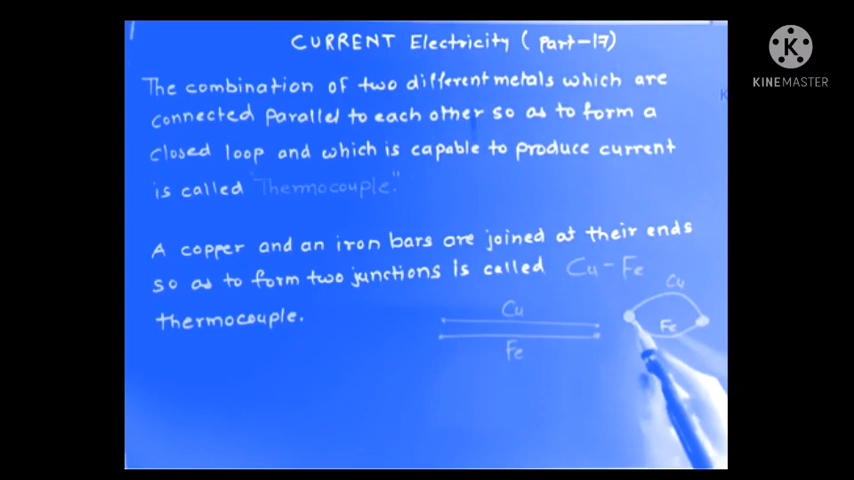 CURRENT Electricity ( Part-17)
K
KINEMASTER
The combination of two different metals which are
connected parallel to each other so as to form a
closed loop and which is capable to produce current
is called "Thermocouple."
A copper and an iron bars are joined at their ends
so as to form two junctions is called Cu - Fe
thermocouple.
Cu
Fe
Cu
Fe